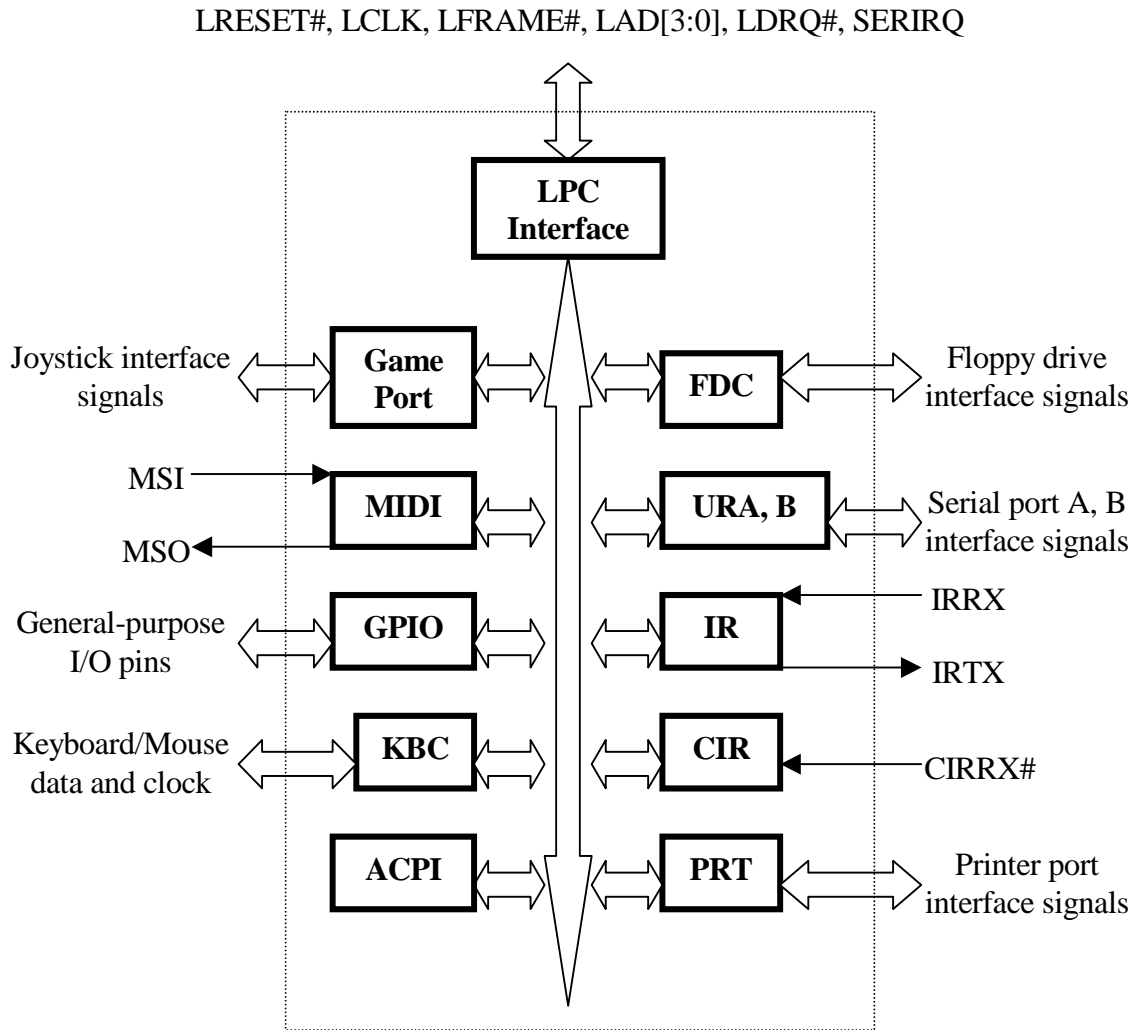 LRESET#, LCLK, LFRAME#, LAD[3:0], LDRQ#, SERIRQ
LPC
Interface
Joystick interface
signals
Game
Port
FDC
Floppy drive
interface signals
MSI
MSO
MIDI
URA, B
Serial port A, B
interface signals
General-purpose
I/O pins
GPIO
IR
IRRX
IRTX
Keyboard/Mouse
data and clock
KBC
CIR
CIRRX#
ACPI
PRT
Printer port
interface signals